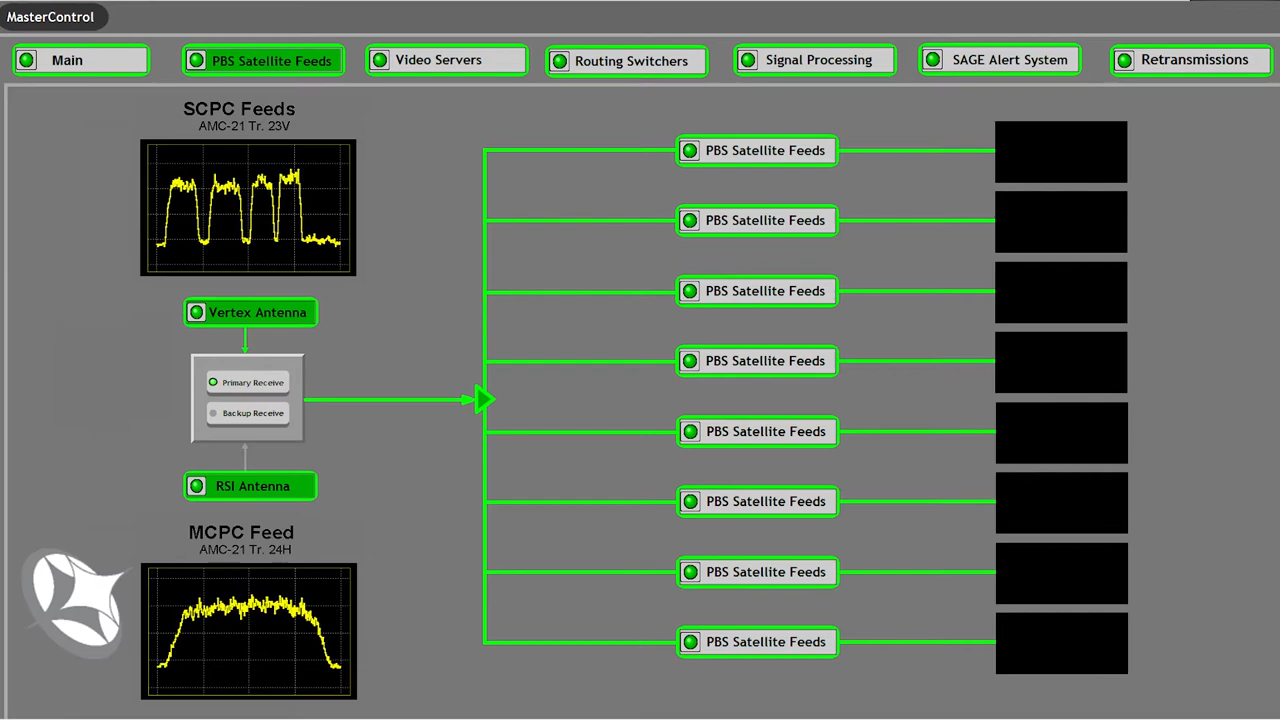 MasterControl
Main
PBS Satellite Feeds
Video Servers
Routing Switchers
Signal Processing
SAGE Alert System
Retransmissions
SCPC Feeds
AMC-21 Tr. 23V
Vertex Antenna
Primary Receive
Backup Receive
RSI Antenna
MCPC Feed
AMC-21 Tr. 24H
PBS Satellite Feeds
PBS Satellite Feeds
PBS Satellite Feeds
PBS Satellite Feeds
PBS Satellite Feeds
PBS Satellite Feeds
PBS Satellite Feeds
PBS Satellite Feeds